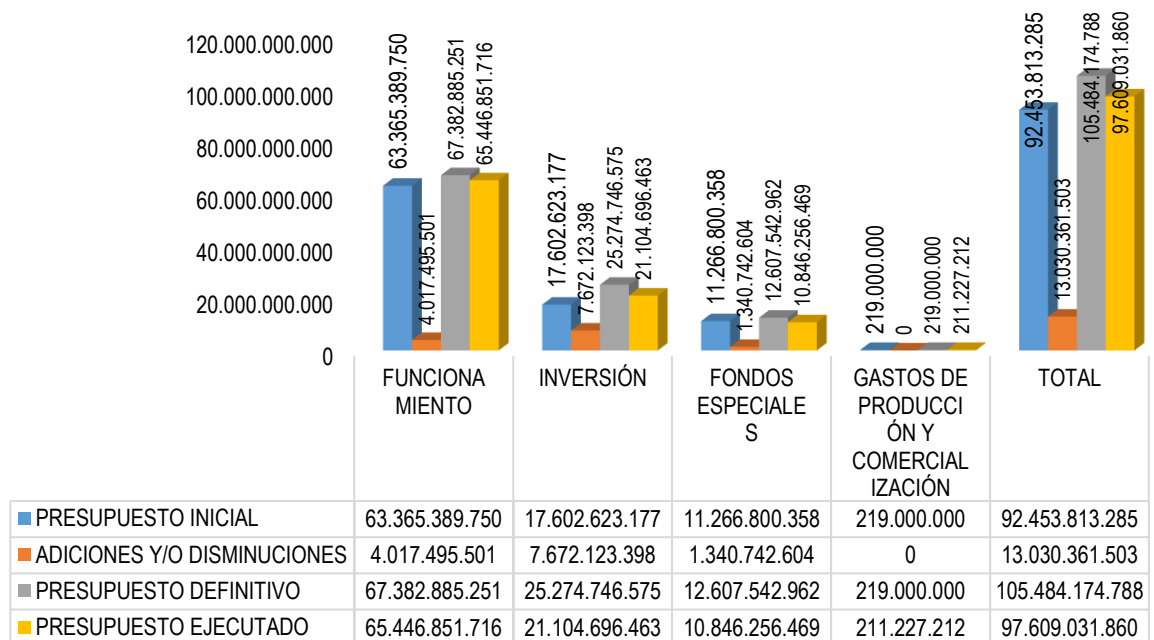 120.000.000.000
100.000.000.000
80.000.000.000
60.000.000.000
40.000.000.000
20.000.000.000
0
63.365.389.750
4.017.495.501
67.382.885.251
65.446.851.716
17.602.623.177
7.672.123.398
25.274.746.575
21.104.696.463
11.266.800.358
1.340.742.604
12.607.542.962
10.846.256.469
219.000.000
0
219.000.000
211.227.212
92.453.813.285
13.030.361.503
105.484.174.788
97.609.031.860
FUNCIONA
MIENTO
INVERSIÓN
FONDOS
ESPECIALE
S
GASTOS DE
PRODUCCI
ÓN Y
COMERCIAL
IZACIÓN
TOTAL
PRESUPUESTO INICIAL 63.365.389.750 17.602.623.177 11.266.800.358 219.000.000 92.453.813.285
ADICIONES Y/O DISMINUCIONES 4.017.495.501 7.672.123.398 1.340.742.604 0 13.030.361.503
PRESUPUESTO DEFINITIVO 67.382.885.251 25.274.746.575 12.607.542.962 219.000.000 105.484.174.788
PRESUPUESTO EJECUTADO 65.446.851.716 21.104.696.463 10.846.256.469 211.227.212 97.609.031.860